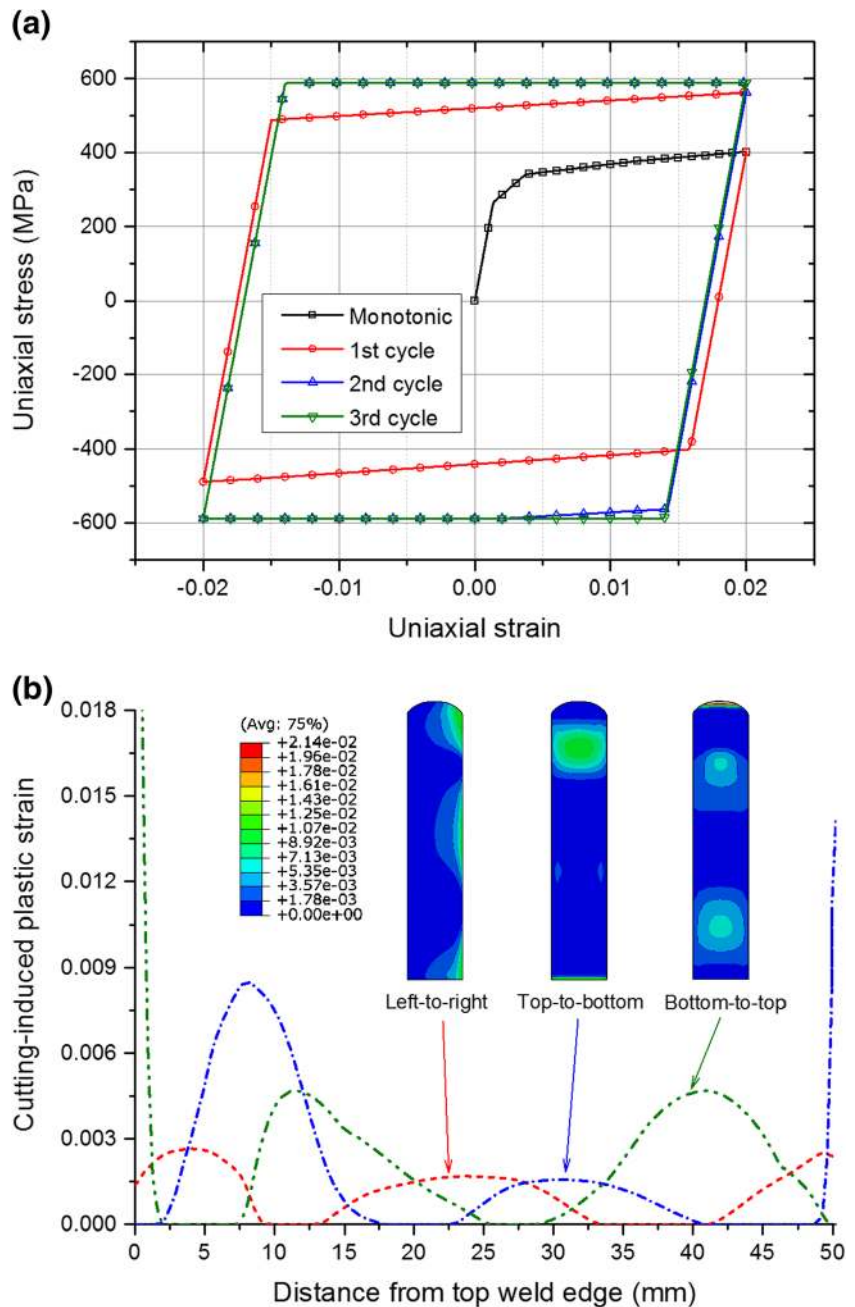 (a)
600
400
200
0
-200
-400
-600
Uniaxial stress (MPa)
Monotonic
1st cycle
2nd cycle
3rd cycle
-0.02
-0.01
0.00
0.01
0.02
Uniaxial strain
(b)
0.018
0.015
0.012
0.009
0.006
0.003
0.000
Cutting-induced plastic strain
(Avg: 75%)
+2.14e-02
+1.96e-02
+1.78e-02
+1.61e-02
+1.43e-02
+1.25e-02
+1.07e-02
+8.92e-03
+7.13e-03
+5.35e-03
+3.57e-03
+1.78e-03
+0.00e+00
Left-to-right
Top-to-bottom
Bottom-to-top
0
5
10
15
20
25
30
35
40
45
50
Distance from top weld edge (mm)